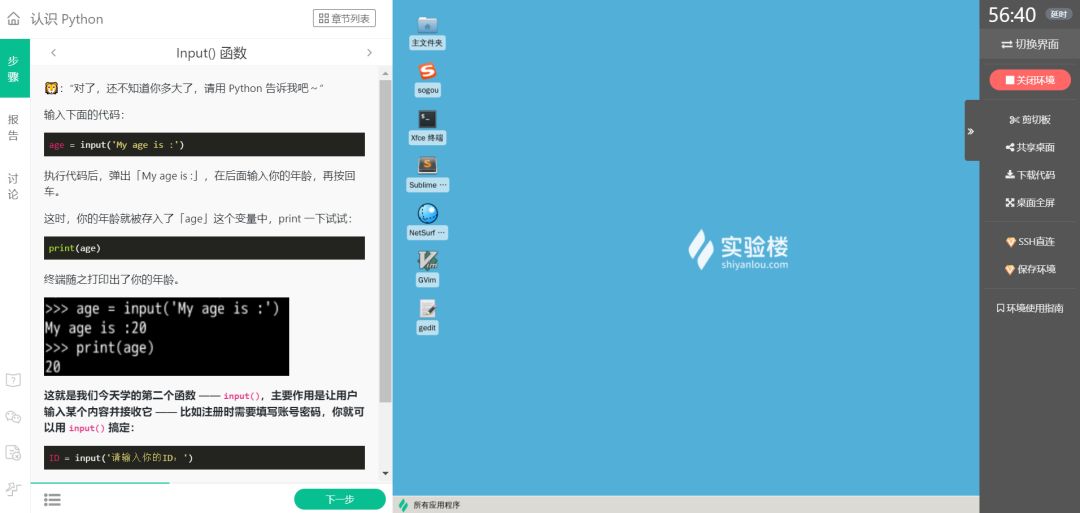 认识 Python
章节列表
Input() 函数
步骤
报告
讨论
："对了，还不知道你多大了，请用 Python 告诉我吧～"
输入下面的代码：
age = input('My age is :')
执行代码后，弹出「My age is :」，在后面输入你的年龄，再按回
车。
这时，你的年龄就被存入了「age」这个变量中，print 一下试试：
print(age)
终端随之打印出了你的年龄。
>>> age = input('My age is :')
My age is :20
>>> print(age)
20
这就是我们今天学的第二个函数 —— input()，主要作用是让用户
输入某个内容并接收它 —— 比如注册时需要填写账号密码，你就可
以用 input() 搞定：
ID = input('请输入你的ID：')
下一步
主文件夹
sogou
Xfce 终端
Sublime ...
NetSurf ...
GVim
gedit
实验楼
shiyanlou.com
所有应用程序
56:40 延时
切换界面
关闭环境
剪切板
共享桌面
下载代码
桌面全屏
SSH直连
保存环境
环境使用指南